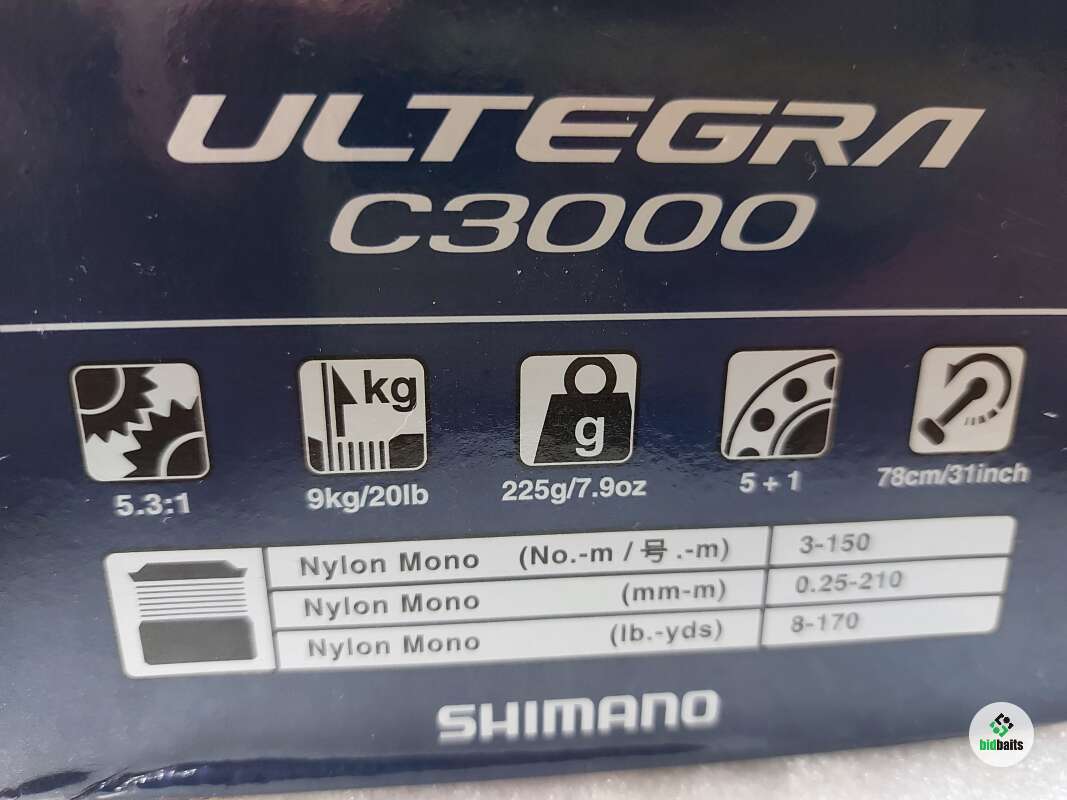 ULTEGRA
C3000
kg
g
5.3:1
9kg/20lb
225g/7.9oz
5+1
78cm/31inch
Nylon Mono (No.-m / 号.-m) 3-150
Nylon Mono (mm-m) 0.25-210
Nylon Mono (lb.-yds) 8-170
SHIMANO
bidbaits